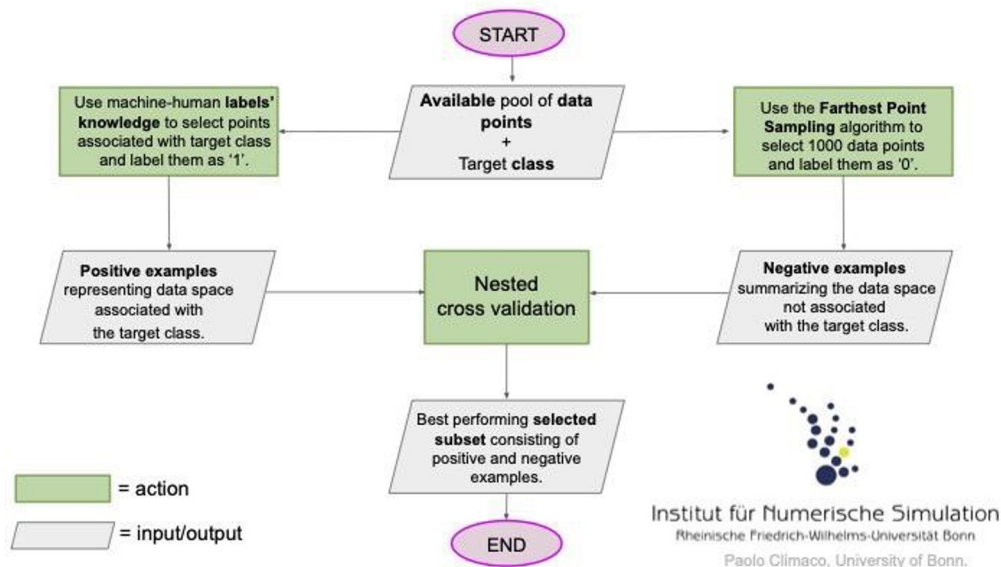 START
Available pool of data
points
+
Target class
Use machine-human labels'
knowledge to select points
associated with target class
and label them as '1'.
Use the Farthest Point
Sampling algorithm to
select 1000 data points
and label them as '0'.
Positive examples
representing data space
associated with
the target class.
Nested
cross validation
Negative examples
summarizing the data space
not associated
with the target class.
Best performing selected
subset consisting of
positive and negative
examples.
END
= action
= input/output
Institut für Numerische Simulation
Rheinische Friedrich-Wilhelms-Universität Bonn
Paolo Climaco, University of Bonn.